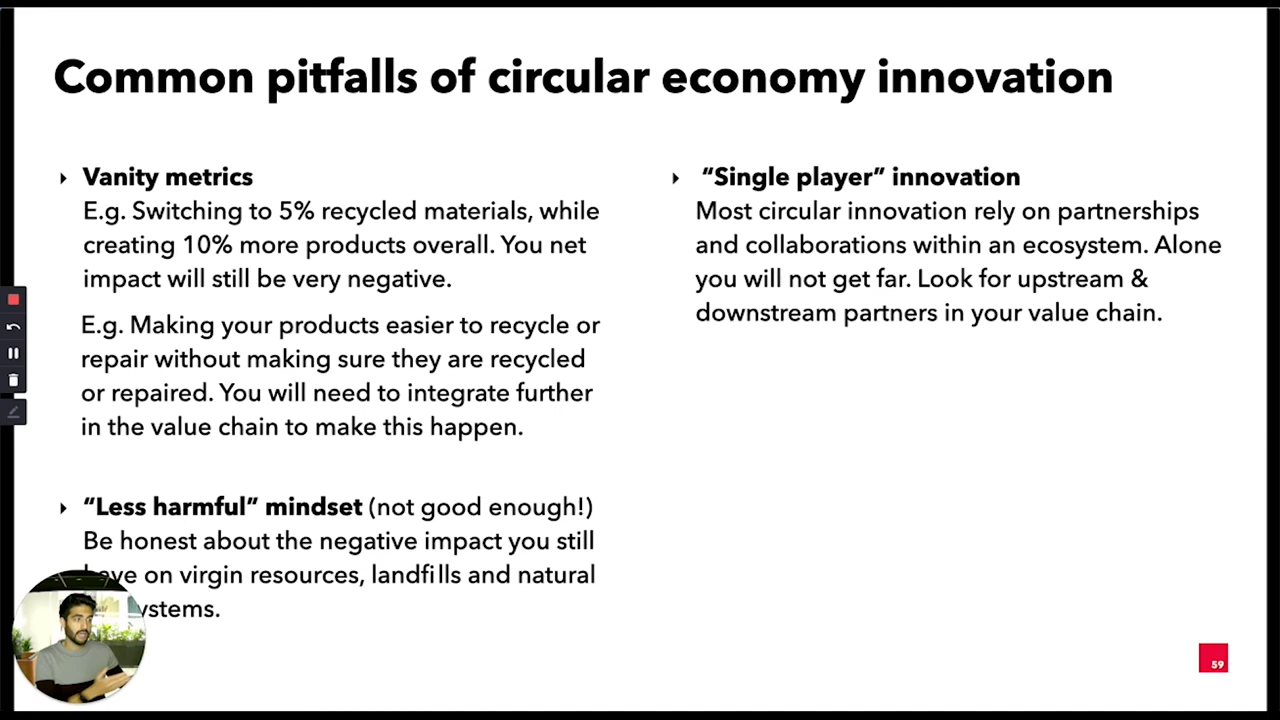 Common pitfalls of circular economy innovation
Vanity metrics
E.g. Switching to 5% recycled materials, while
creating 10% more products overall. You net
impact will still be very negative.
E.g. Making your products easier to recycle or
repair without making sure they are recycled
or repaired. You will need to integrate further
in the value chain to make this happen.
“Less harmful” mindset (not good enough!)
Be honest about the negative impact you still
on virgin resources, landfills and natural
“Single player” innovation
Most circular innovation rely on partnerships
and collaborations within an ecosystem. Alone
you will not get far. Look for upstream &
downstream partners in your value chain.
59